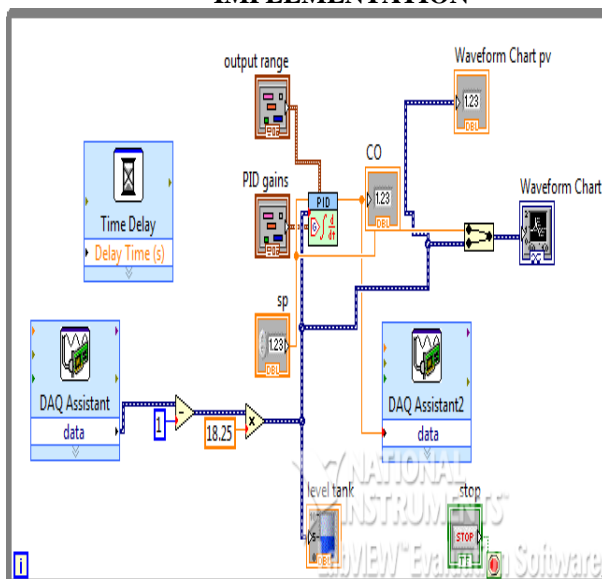 IMPLEMENTATION
output range
Waveform Chart pv
1.23
DBL
CO
1.23
DBL
PID gains
PID
Waveform Chart
Time Delay
Delay Time (s)
sp
1.23
DBL
DAQ Assistant
data
1
18.25
DAQ Assistant2
data
level tank
DBL
stop
STOP
TF
NATIONAL
INSTRUMENTS™
LabVIEW™ Evaluation Software
i